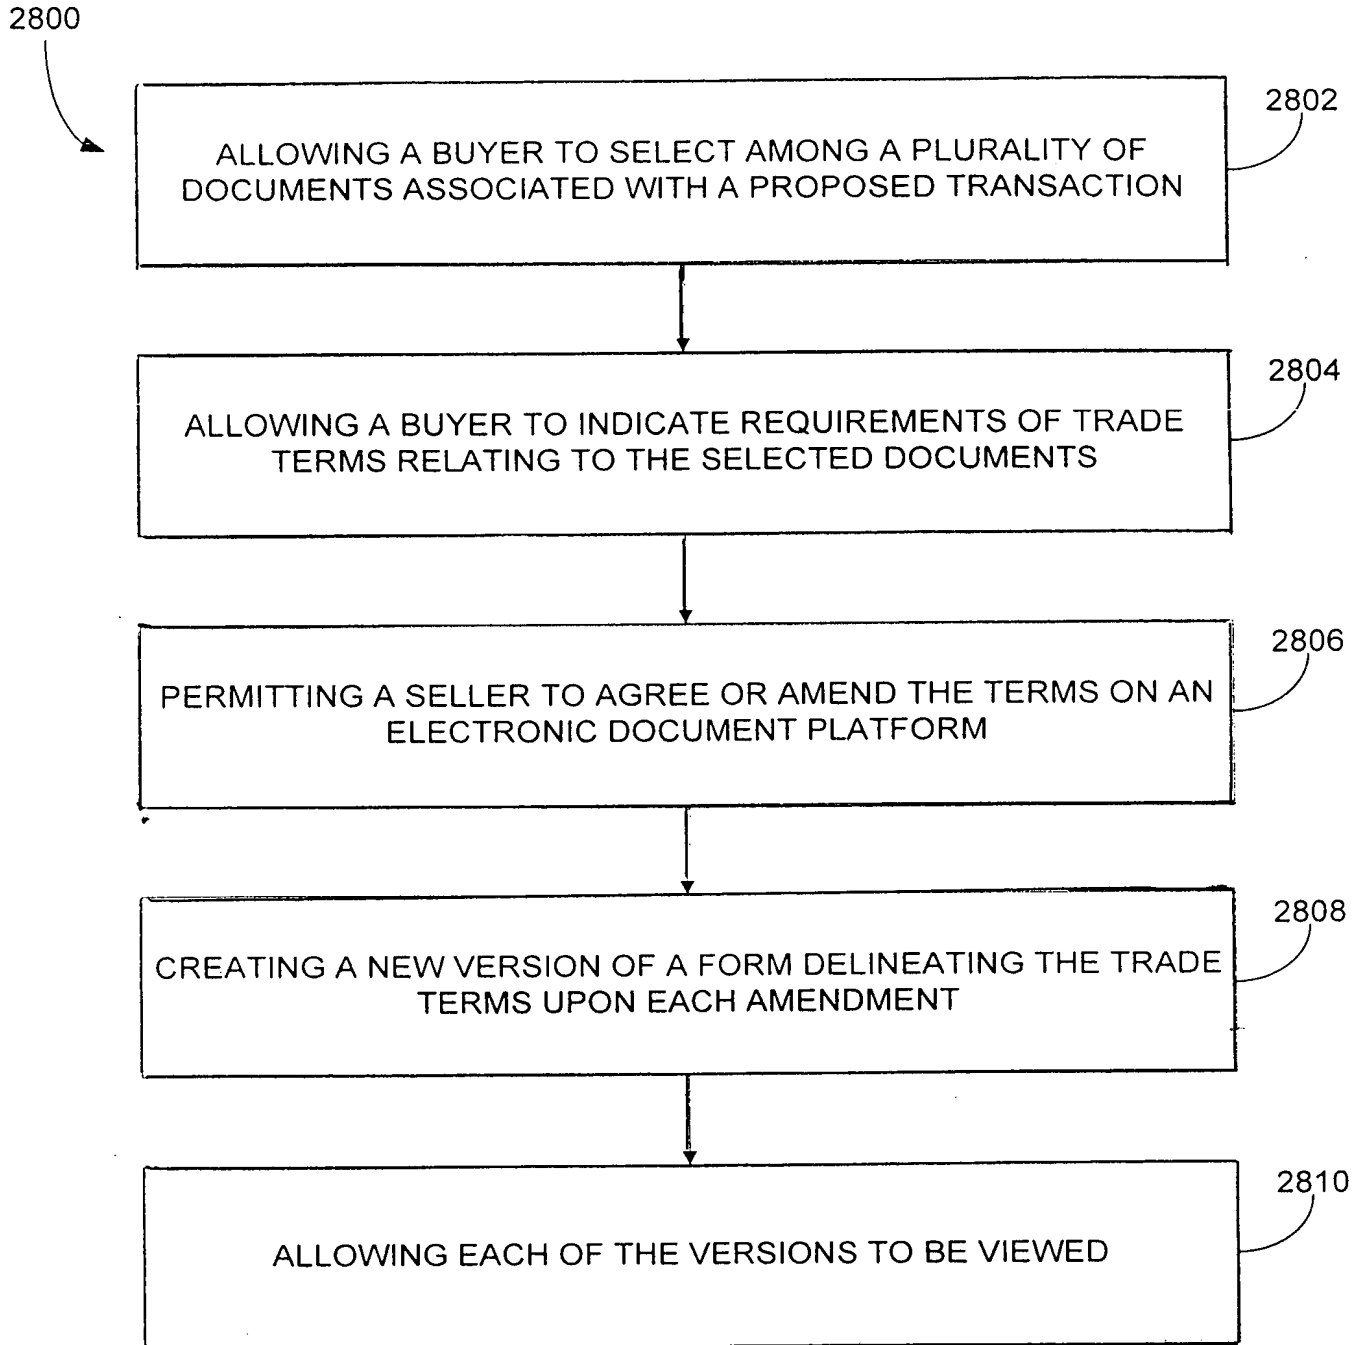 2800
2802
ALLOWING A BUYER TO SELECT AMONG A PLURALITY OF
DOCUMENTS ASSOCIATED WITH A PROPOSED TRANSACTION
2804
ALLOWING A BUYER TO INDICATE REQUIREMENTS OF TRADE
TERMS RELATING TO THE SELECTED DOCUMENTS
2806
PERMITTING A SELLER TO AGREE OR AMEND THE TERMS ON AN
ELECTRONIC DOCUMENT PLATFORM
2808
CREATING A NEW VERSION OF A FORM DELINEATING THE TRADE
TERMS UPON EACH AMENDMENT
2810
ALLOWING EACH OF THE VERSIONS TO BE VIEWED